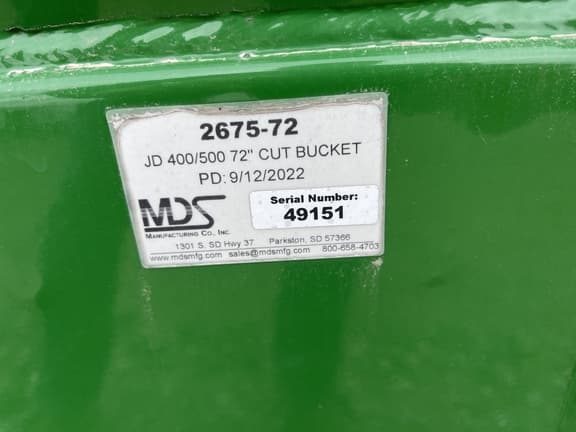 2675-72
JD 400/500 72" CUT BUCKET
PD: 9/12/2022
MDS
MANUFACTURING CO., INC.
Serial Number:
49151
1301 S. SD Hwy 37 Parkston, SD 57366
www.mdsmfg.com sales@mdsmfg.com 800-658-4703